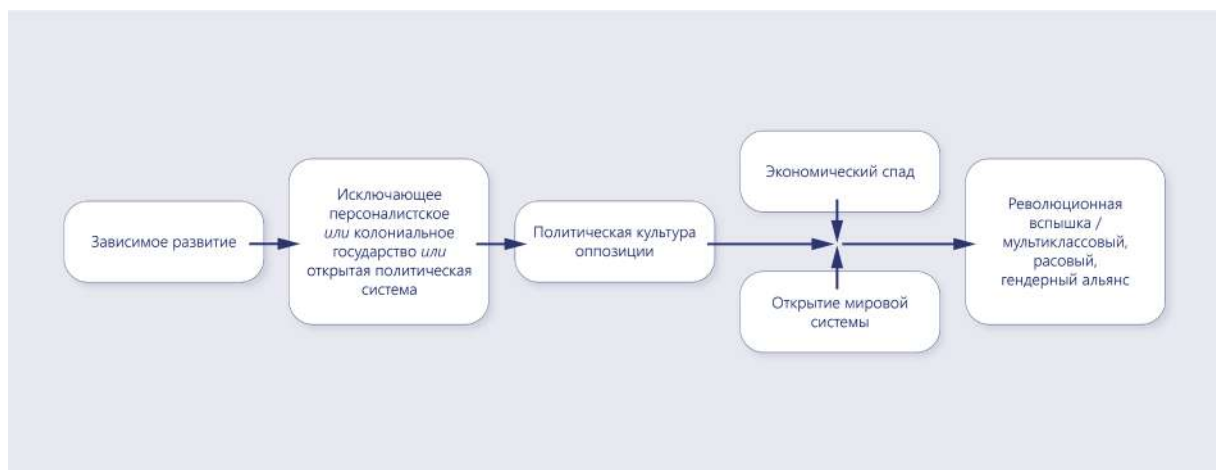 Зависимое развитие
Исключающее
персоналистское
или колониальное
государство или
открытая политическая
система
Политическая культура
оппозиции
Экономический спад
Открытие мировой
системы
Революционная
вспышка /
мультиклассовый,
расовый,
гендерный альянс